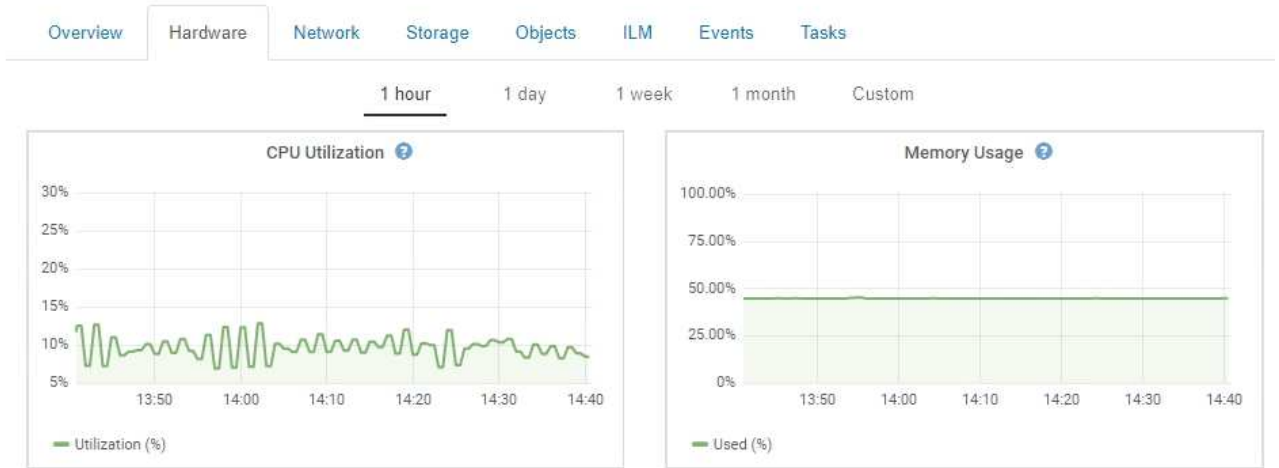 Overview Hardware Network Storage Objects ILM Events Tasks
1 hour 1 day 1 week 1 month Custom
CPU Utilization ?
30%
25%
20%
15%
10%
5%
13:50 14:00 14:10 14:20 14:30 14:40
Utilization (%)
Memory Usage ?
100.00%
75.00%
50.00%
25.00%
0%
13:50 14:00 14:10 14:20 14:30 14:40
Used (%)